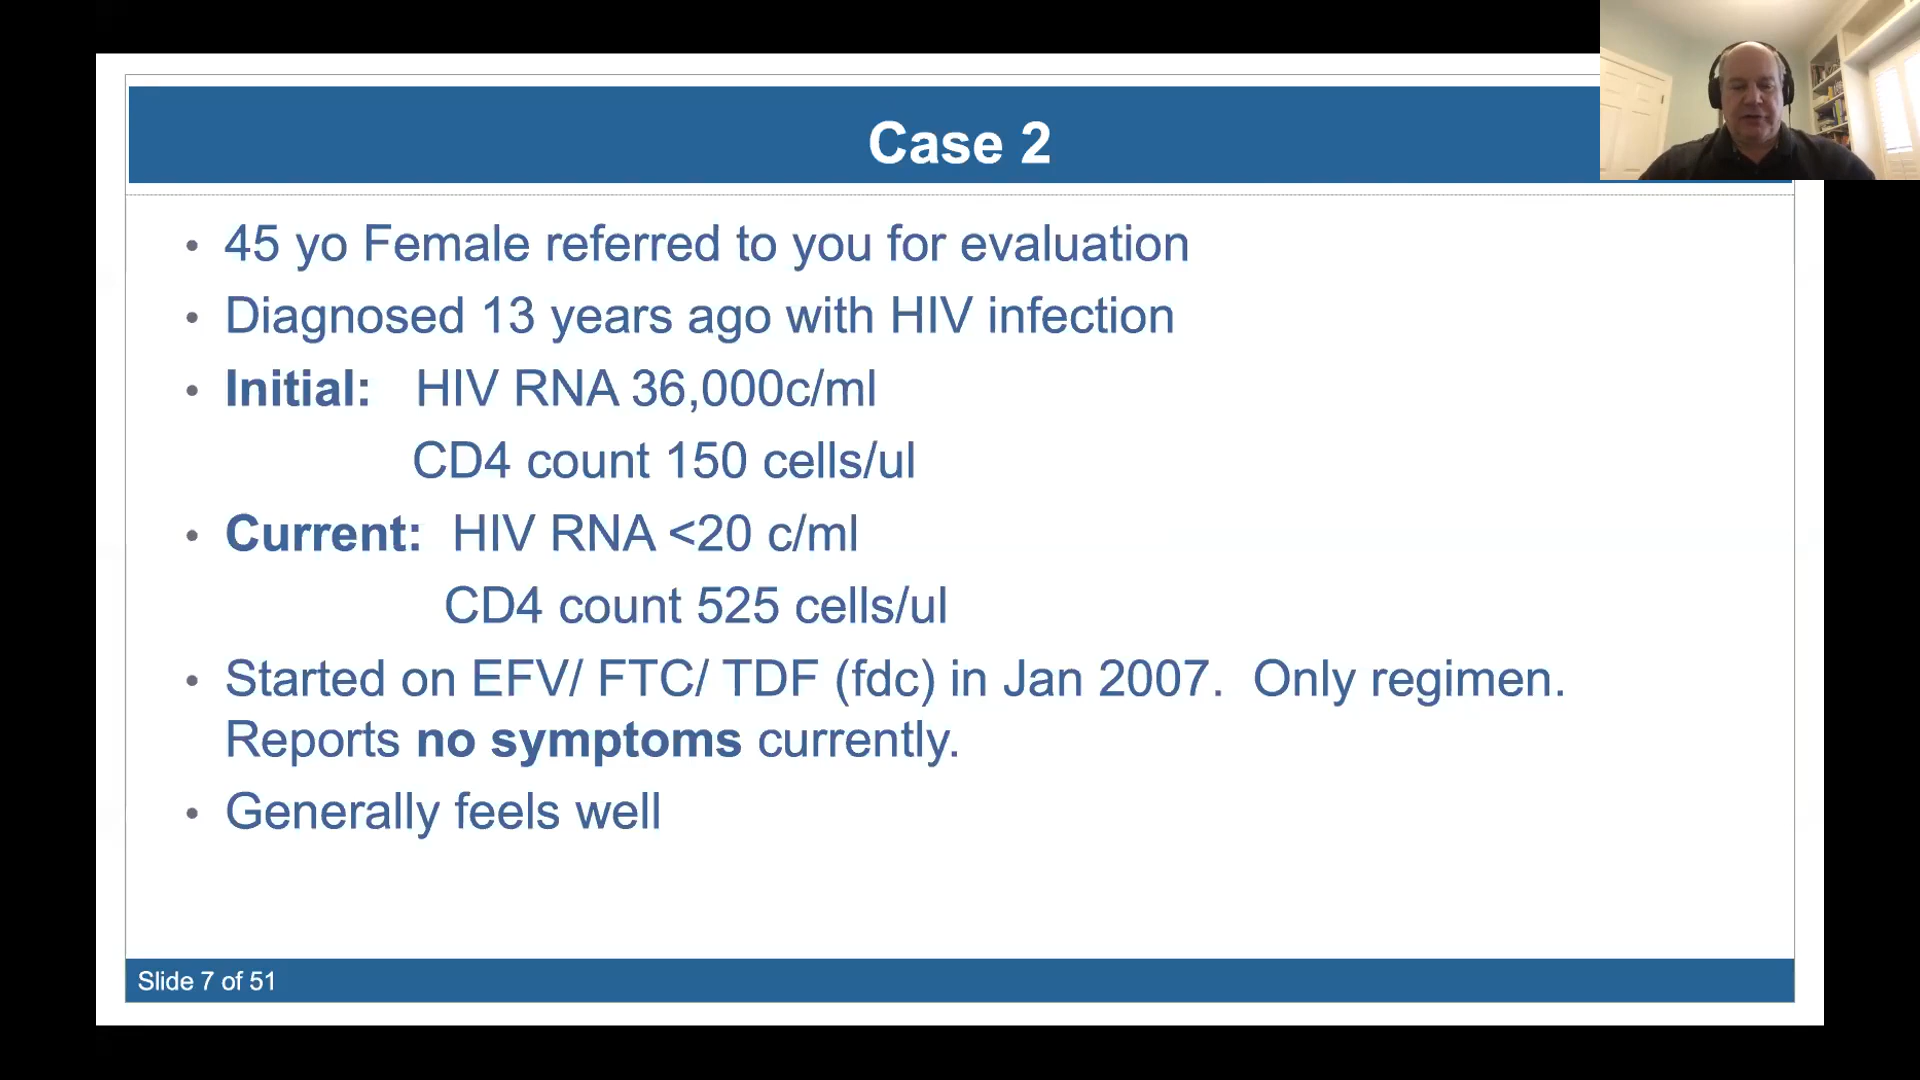 Case 2
• 45 yo Female referred to you for evaluation
• Diagnosed 13 years ago with HIV infection
• Initial: HIV RNA 36,000c/ml
CD4 count 150 cells/ul
• Current: HIV RNA <20 c/ml
CD4 count 525 cells/ul
• Started on EFV/ FTC/ TDF (fdc) in Jan 2007. Only regimen.
Reports no symptoms currently.
• Generally feels well
Slide 7 of 51